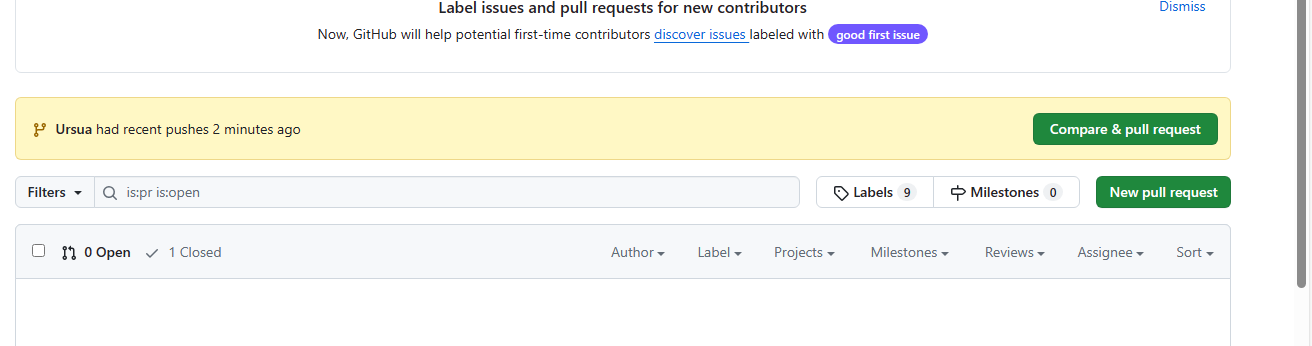 Label issues and pull requests for new contributors
Dismiss
Now, GitHub will help potential first-time contributors discover issues labeled with good first issue
Ursua had recent pushes 2 minutes ago
Compare & pull request
Filters
is:pr is:open
Labels 9
Milestones 0
New pull request
0 Open
1 Closed
Author
Label
Projects
Milestones
Reviews
Assignee
Sort